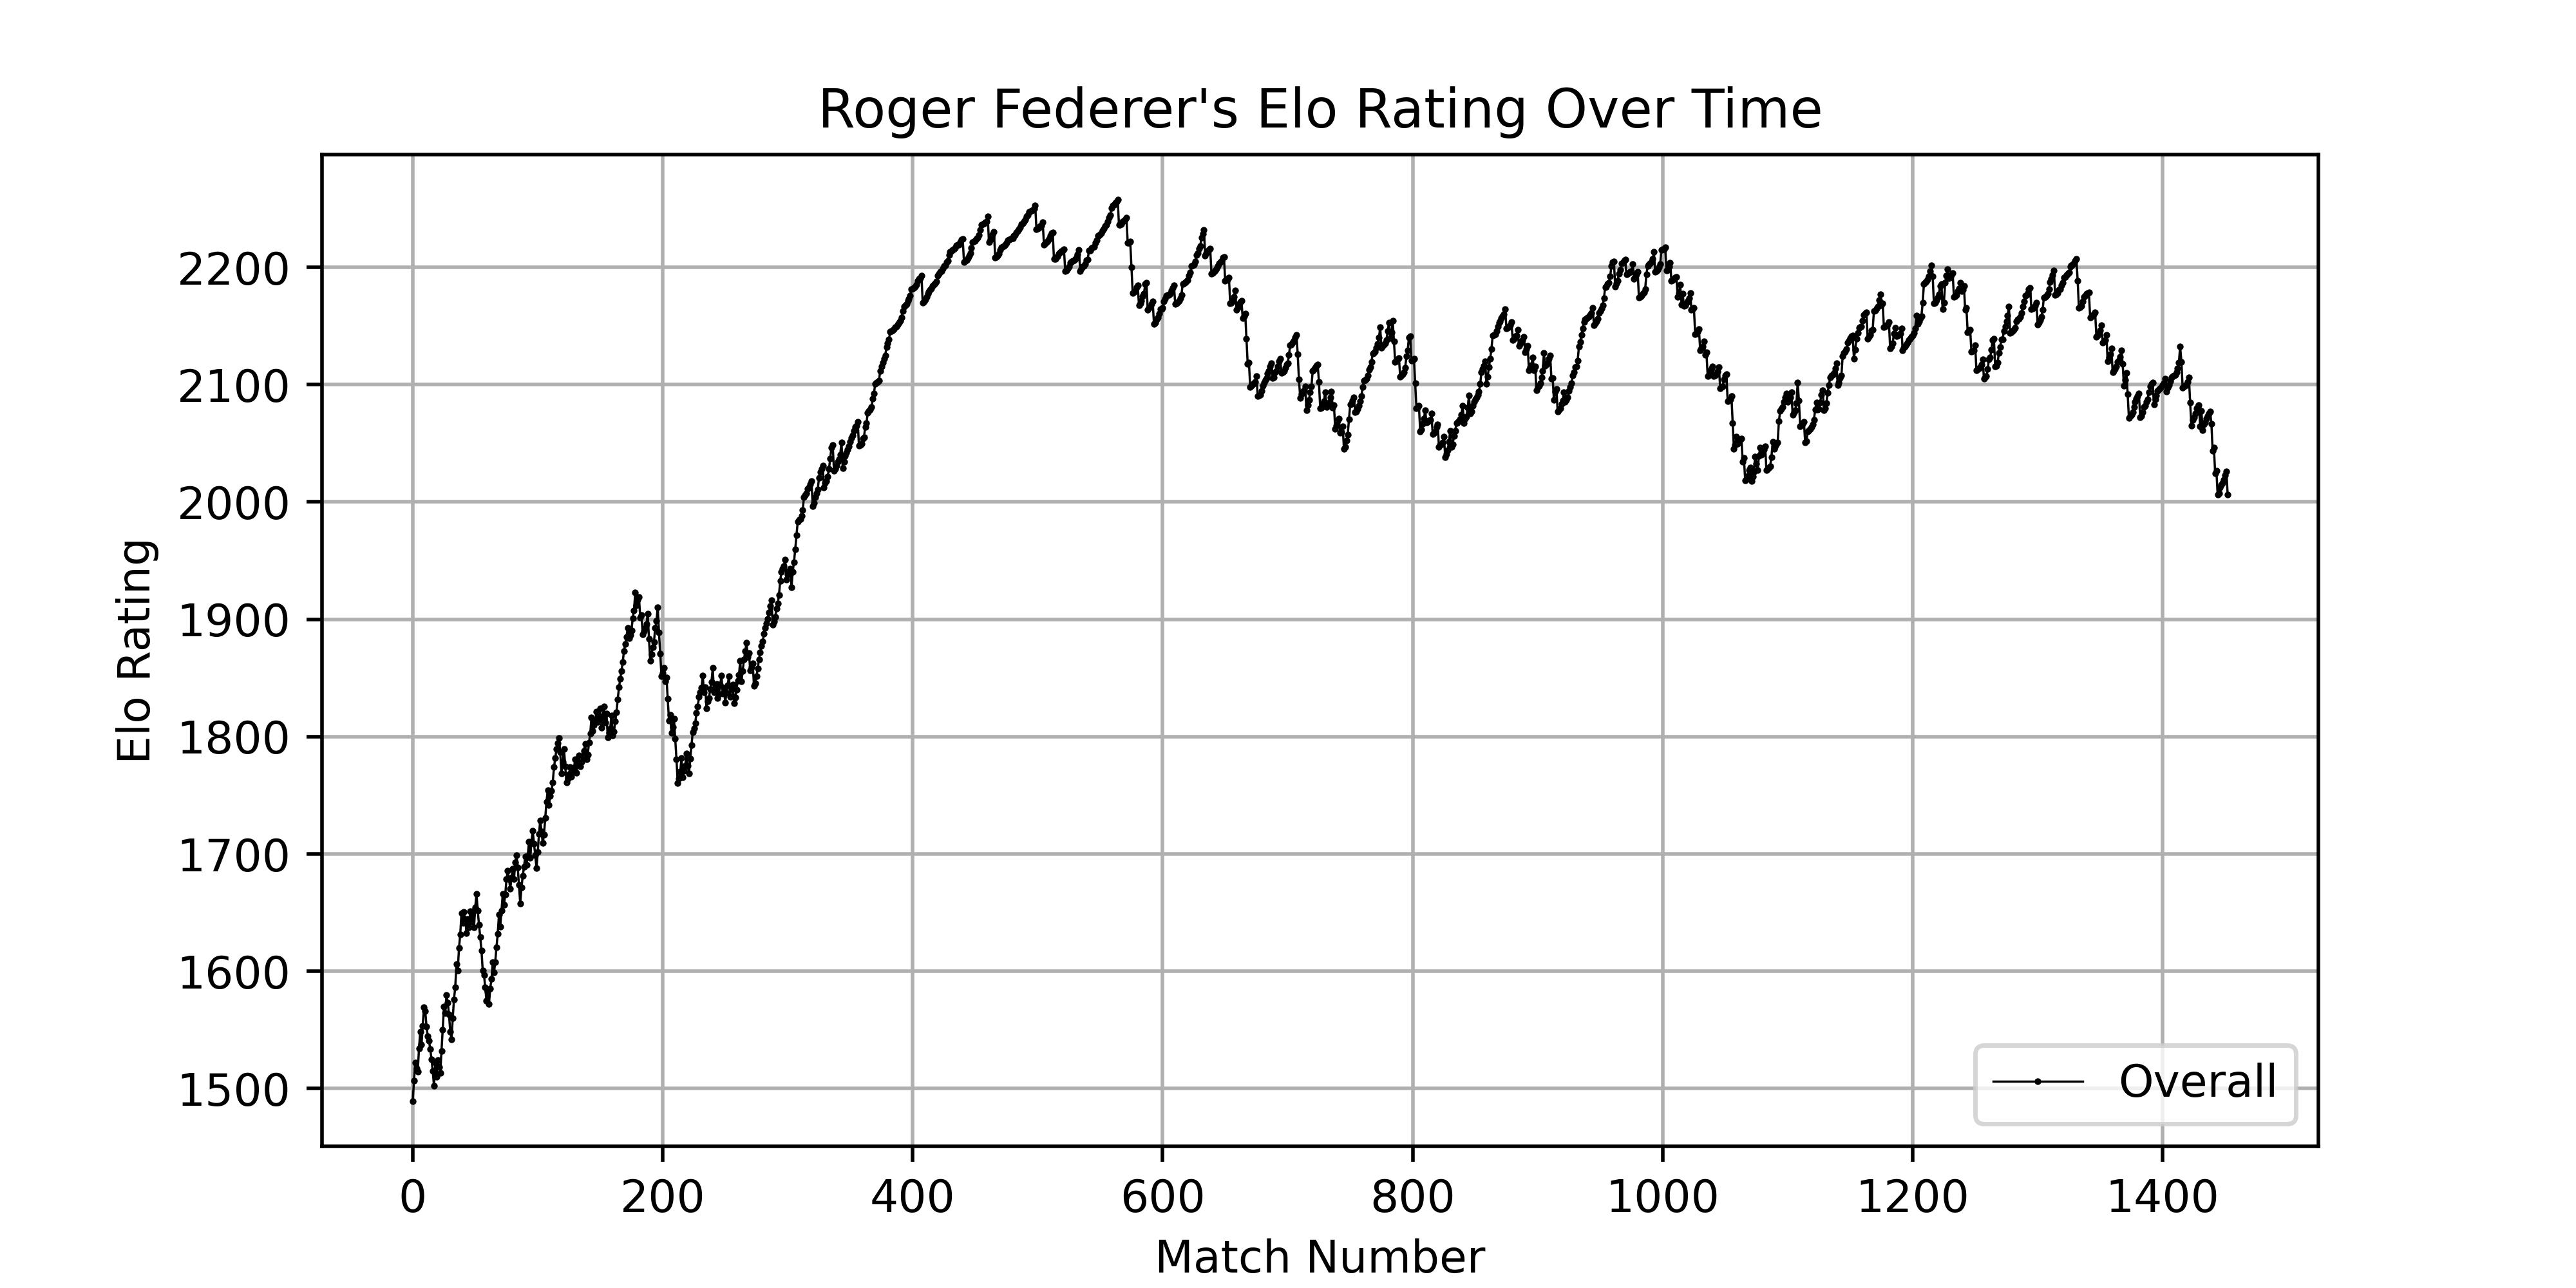 Roger Federer's Elo Rating Over Time
Elo Rating
2200
2100
2000
1900
1800
1700
1600
1500
Overall
0 200 400 600 800 1000 1200 1400
Match Number